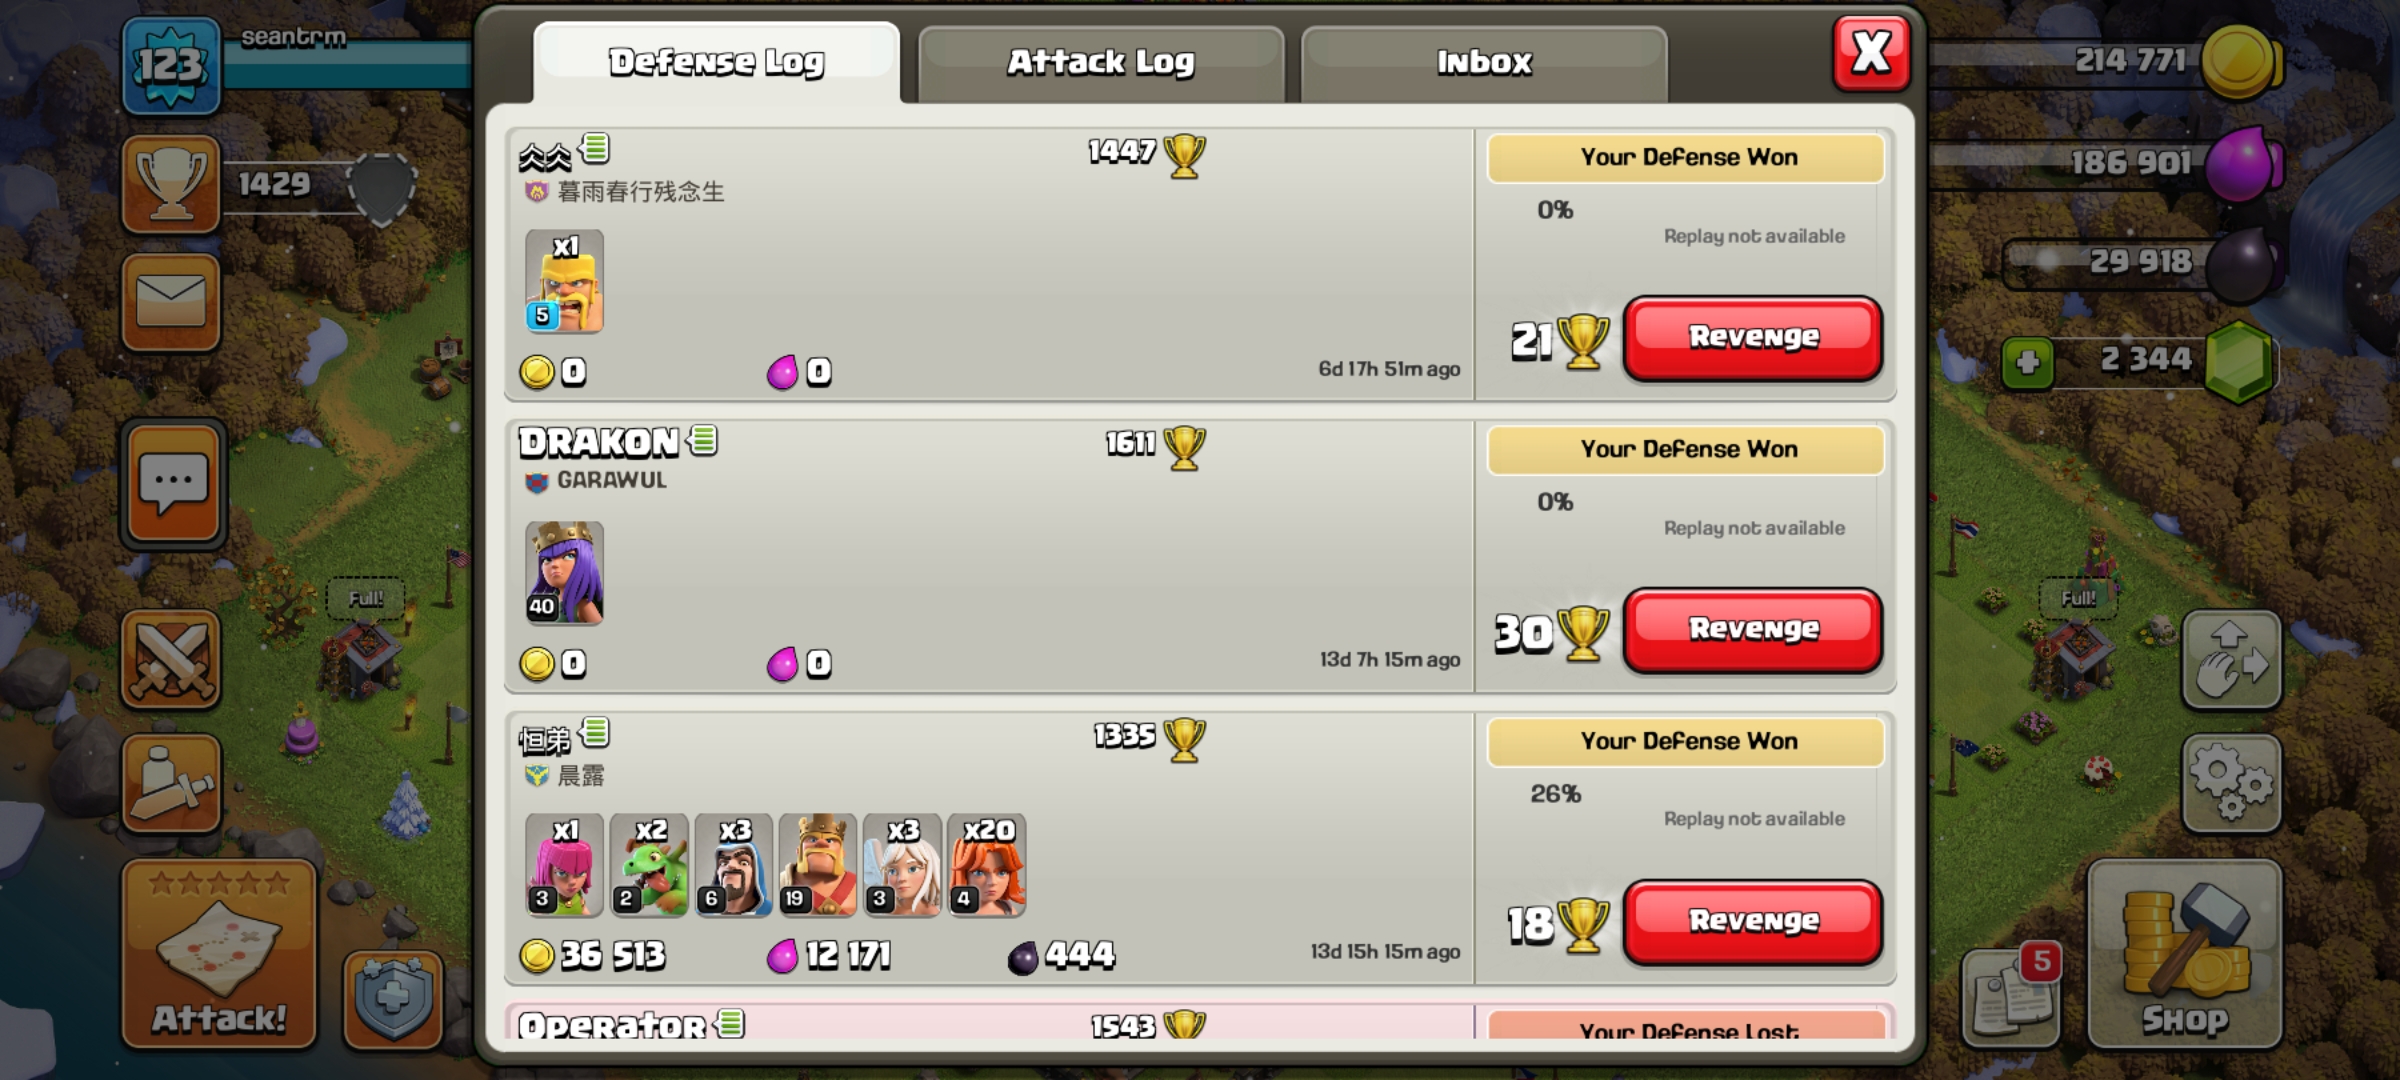 123
seantrm
1429
Defense Log
Attack Log
Inbox
X
214 771
186 901
29 918
2 344
仌仌
1447
Your Defense Won
暮雨春行残念生
0%
Replay not available
x1
5
0
0
6d 17h 51m ago
21
Revenge
DRAKON
1611
Your Defense Won
GARAWUL
0%
Replay not available
40
0
0
13d 7h 15m ago
30
Revenge
恒弟
1335
Your Defense Won
晨露
26%
Replay not available
x1
x2
x3
x3
x20
3
2
6
19
3
4
36 513
12 171
444
13d 15h 15m ago
18
Revenge
Operator
1543
Your Defense Lost
Full!
Full!
Attack!
5
Shop